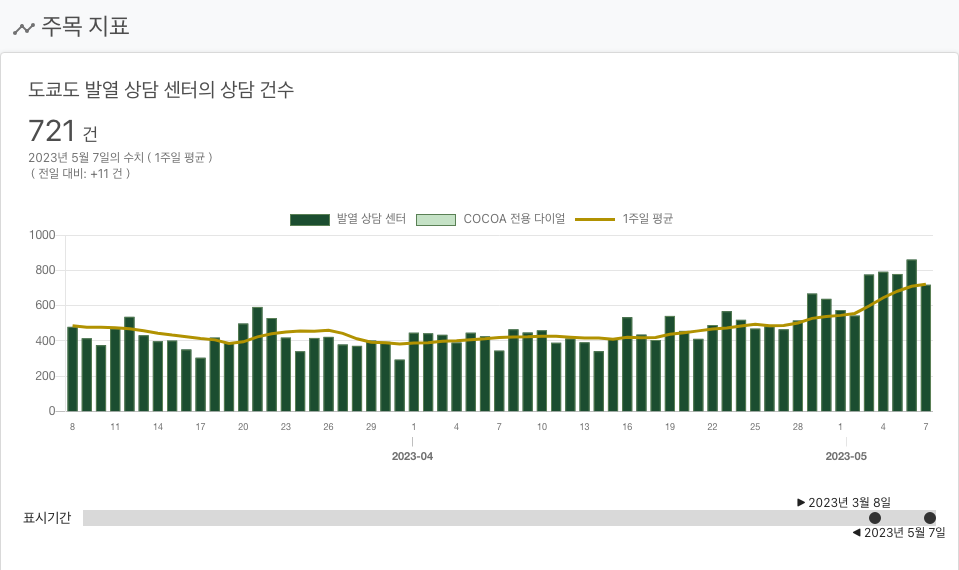 주목 지표
도쿄도 발열 상담 센터의 상담 건수
721 건
2023년 5월 7일의 수치 ( 1주일 평균 )
( 전일 대비: +11 건 )
발열 상담 센터 COCOA 전용 다이얼 1주일 평균
1000
800
600
400
200
0
8 11 14 17 20 23 26 29 1 4 7 10 13 16 19 22 25 28 1 4 7
2023-04 2023-05
▶ 2023년 3월 8일
표시기간
◀ 2023년 5월 7일